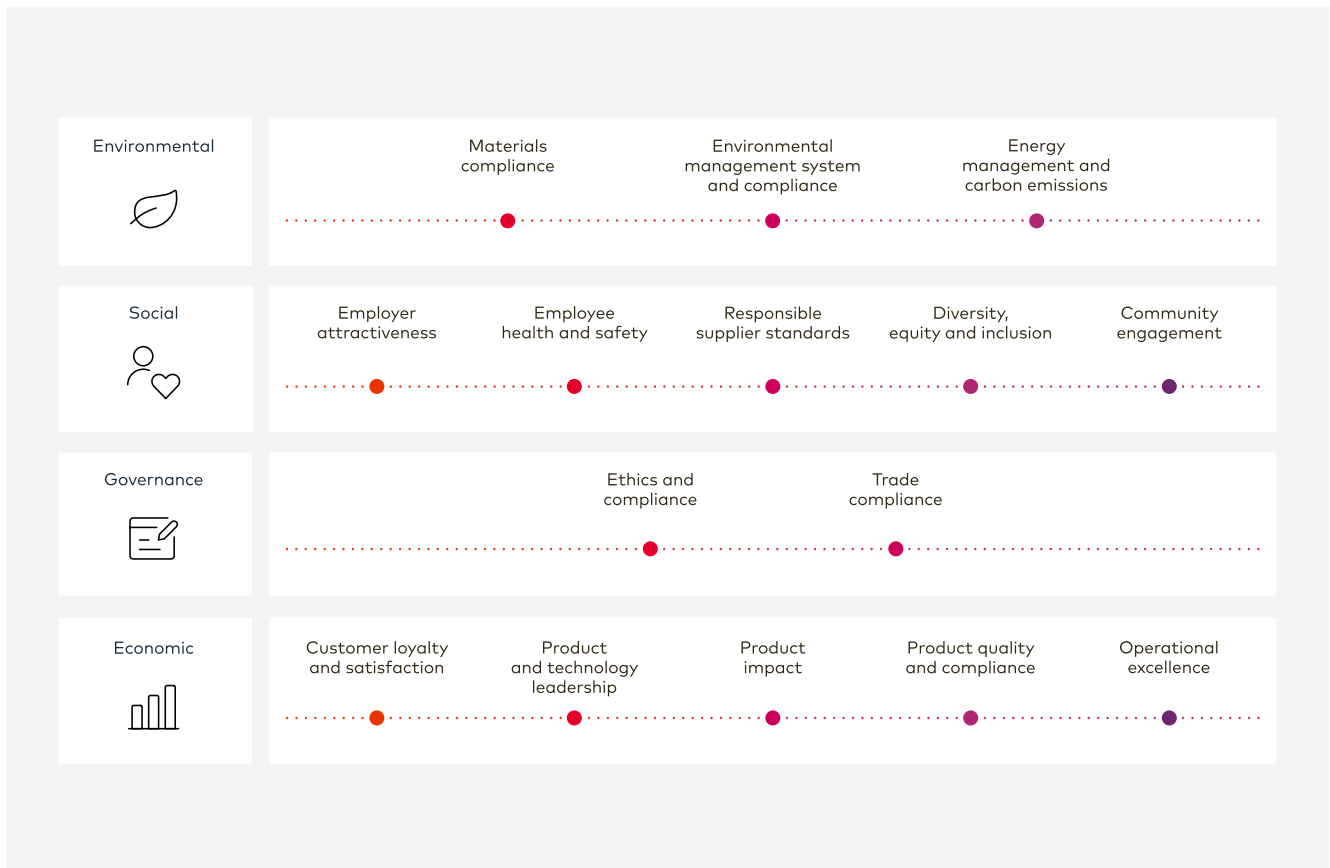 Environmental
Materials
compliance
Environmental
management system
and compliance
Energy
management and
carbon emissions
Social
Employer
attractiveness
Employee
health and safety
Responsible
supplier standards
Diversity,
equity and inclusion
Community
engagement
Governance
Ethics and
compliance
Trade
compliance
Economic
Customer loyalty
and satisfaction
Product
and technology
leadership
Product
impact
Product quality
and compliance
Operational
excellence